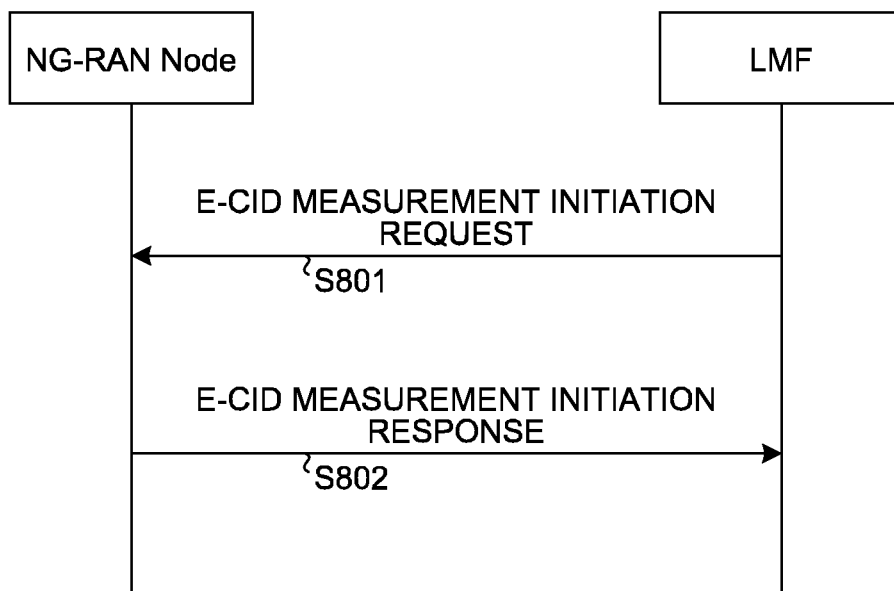 NG-RAN Node
LMF
E-CID MEASUREMENT INITIATION
REQUEST
S801
E-CID MEASUREMENT INITIATION
RESPONSE
S802